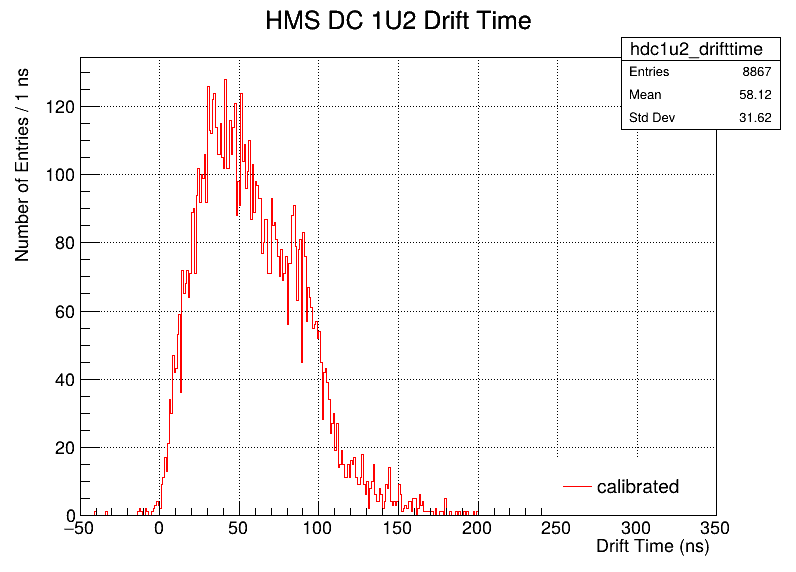 HMS DC 1U2 Drift Time
hdc1u2_drifttime
Entries 8867
Mean 58.12
Std Dev 31.62
Number of Entries / 1 ns
120
100
80
60
40
20
0
−50 0 50 100 150 200 250 300 350
calibrated
Drift Time (ns)